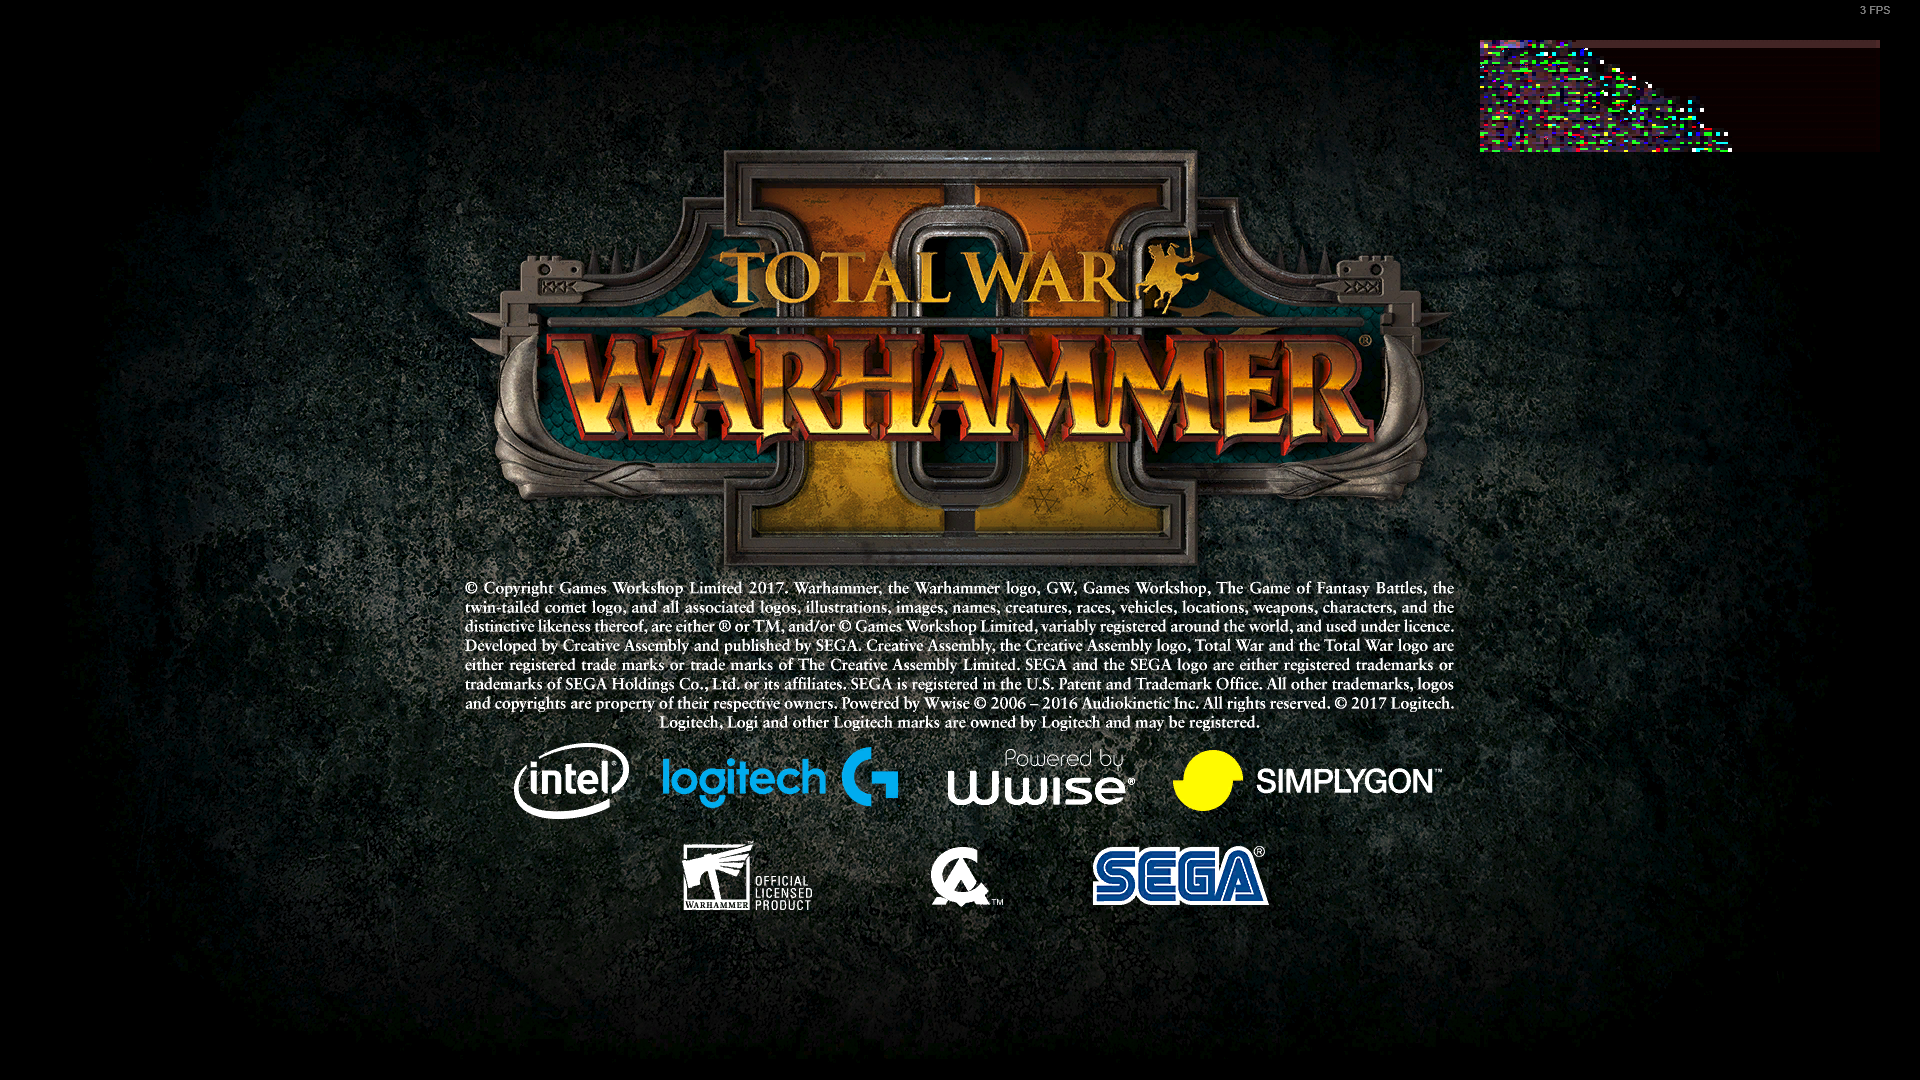 3 FPS
TOTAL WAR™
WARHAMMER®
II
© Copyright Games Workshop Limited 2017. Warhammer, the Warhammer logo, GW, Games Workshop, The Game of Fantasy Battles, the
twin-tailed comet logo, and all associated logos, illustrations, images, names, creatures, races, vehicles, locations, weapons, characters, and the
distinctive likeness thereof, are either ® or TM, and/or © Games Workshop Limited, variably registered around the world, and used under licence.
Developed by Creative Assembly and published by SEGA. Creative Assembly, the Creative Assembly logo, Total War and the Total War logo are
either registered trade marks or trade marks of The Creative Assembly Limited. SEGA and the SEGA logo are either registered trademarks or
trademarks of SEGA Holdings Co., Ltd. or its affiliates. SEGA is registered in the U.S. Patent and Trademark Office. All other trademarks, logos
and copyrights are property of their respective owners. Powered by Wwise © 2006 – 2016 Audiokinetic Inc. All rights reserved. © 2017 Logitech.
Logitech, Logi and other Logitech marks are owned by Logitech and may be registered.
intel®
logitech G
Powered by
Wwise®
SIMPLYGON™
WARHAMMER
OFFICIAL
LICENSED
PRODUCT
CA™
SEGA®